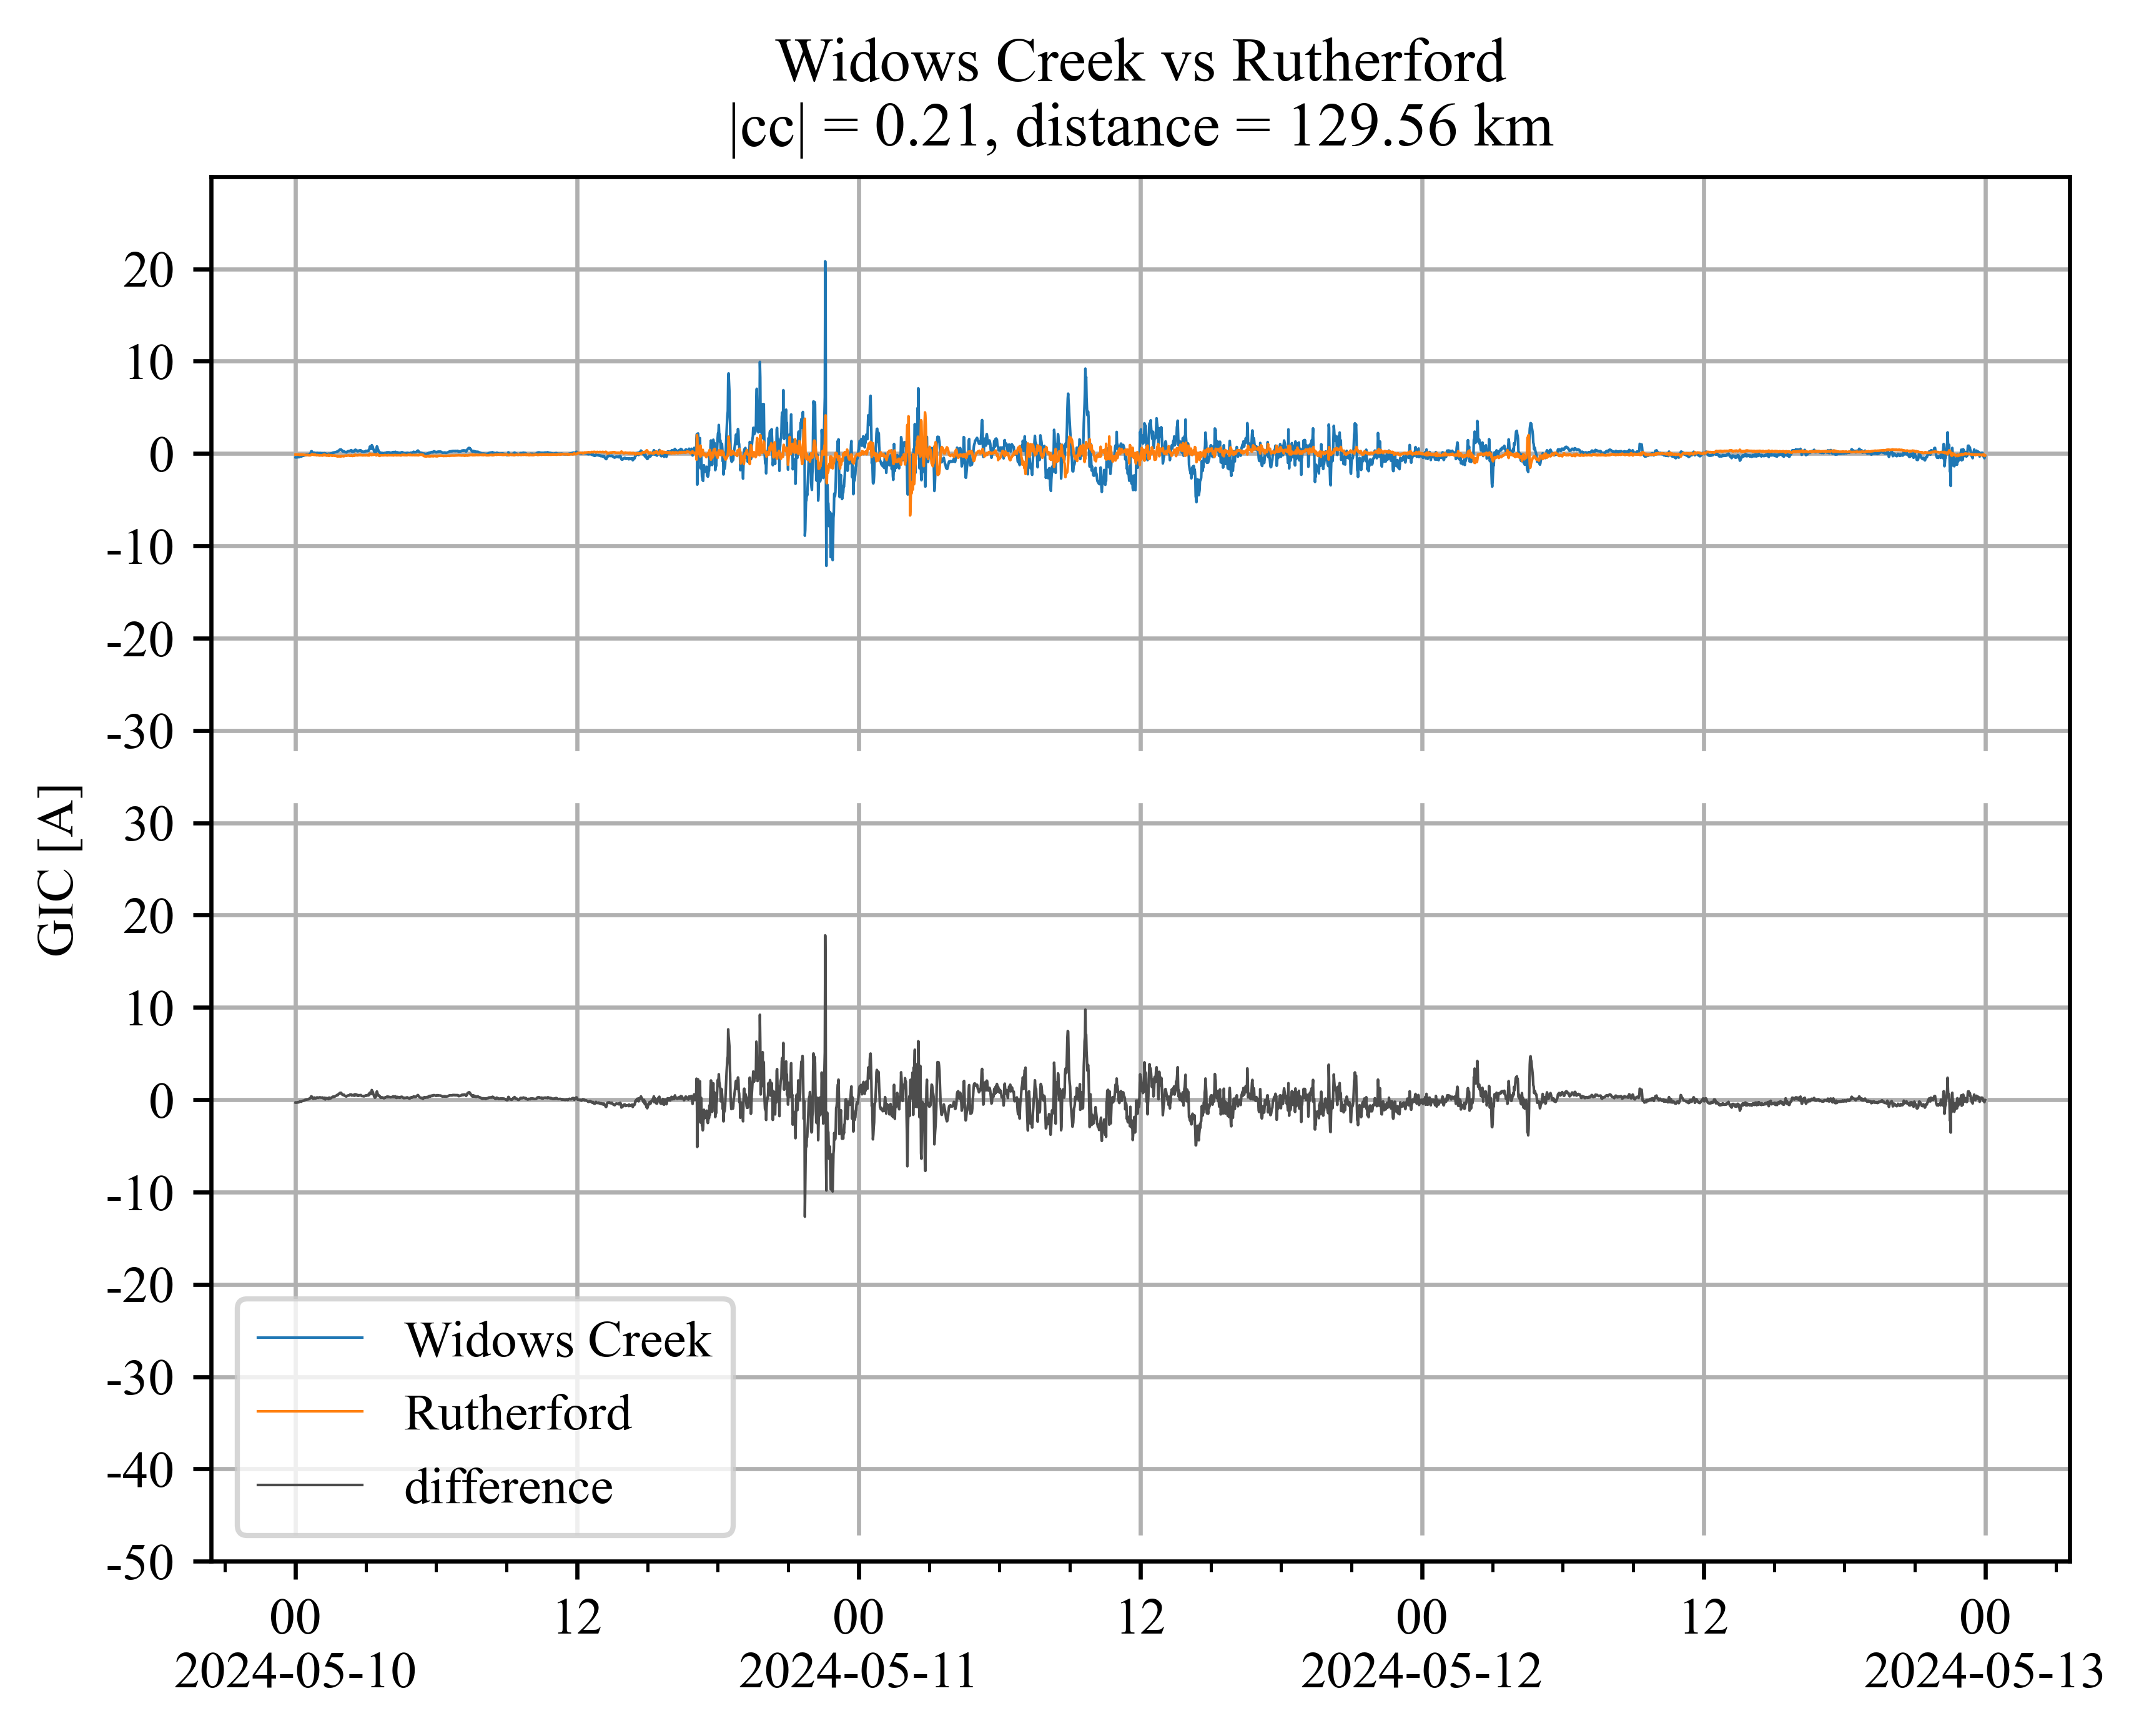 Widows Creek vs Rutherford
|cc| = 0.21, distance = 129.56 km
20
10
0
-10
-20
-30
GIC [A]
30
20
10
0
-10
-20
-30
-40
-50
Widows Creek
Rutherford
difference
00 12 00 12 00 12 00
2024-05-10 2024-05-11 2024-05-12 2024-05-13